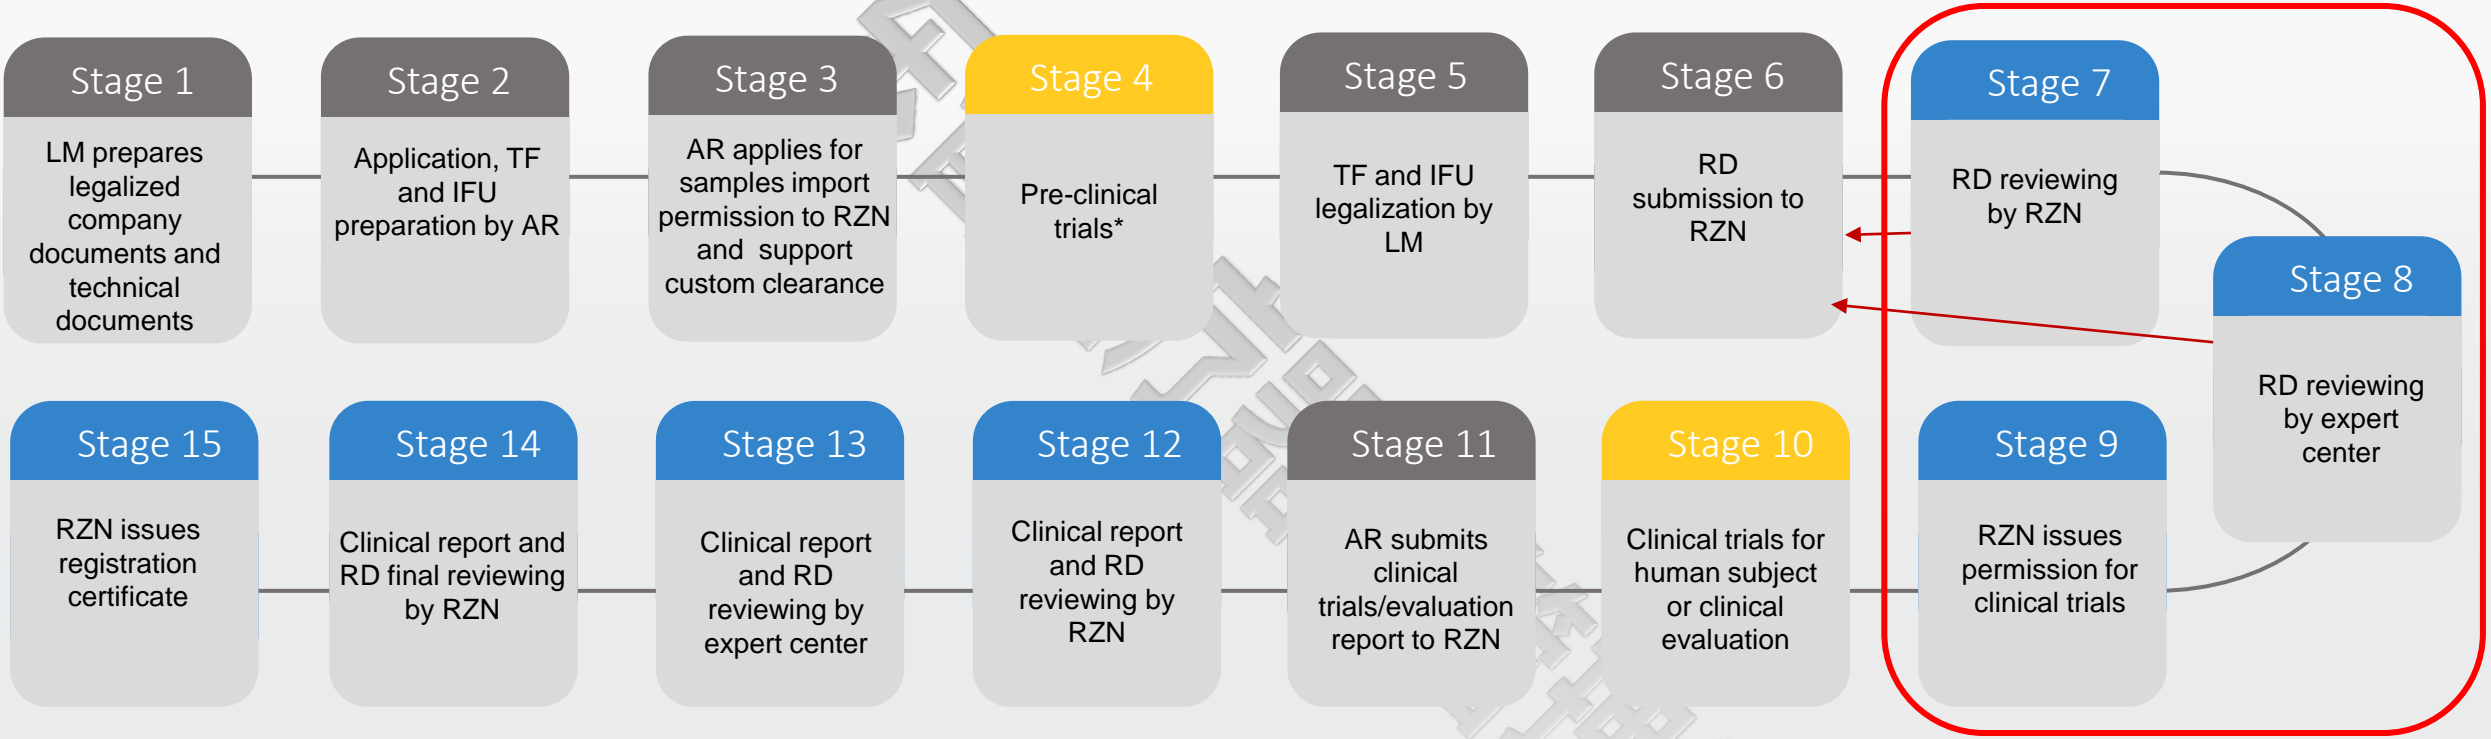 Stage 1
LM prepares
legalized
company
documents and
technical
documents
Stage 2
Application, TF
and IFU
preparation by AR
Stage 3
AR applies for
samples import
permission to RZN
and support
custom clearance
Stage 4
Pre-clinical
trials*
Stage 5
TF and IFU
legalization by
LM
Stage 6
RD
submission to
RZN
Stage 7
RD reviewing
by RZN
Stage 8
RD reviewing
by expert
center
Stage 9
RZN issues
permission for
clinical trials
Stage 10
Clinical trials for
human subject
or clinical
evaluation
Stage 11
AR submits
clinical
trials/evaluation
report to RZN
Stage 12
Clinical report
and RD
reviewing by
RZN
Stage 13
Clinical report
and RD
reviewing by
expert center
Stage 14
Clinical report and
RD final reviewing
by RZN
Stage 15
RZN issues
registration
certificate